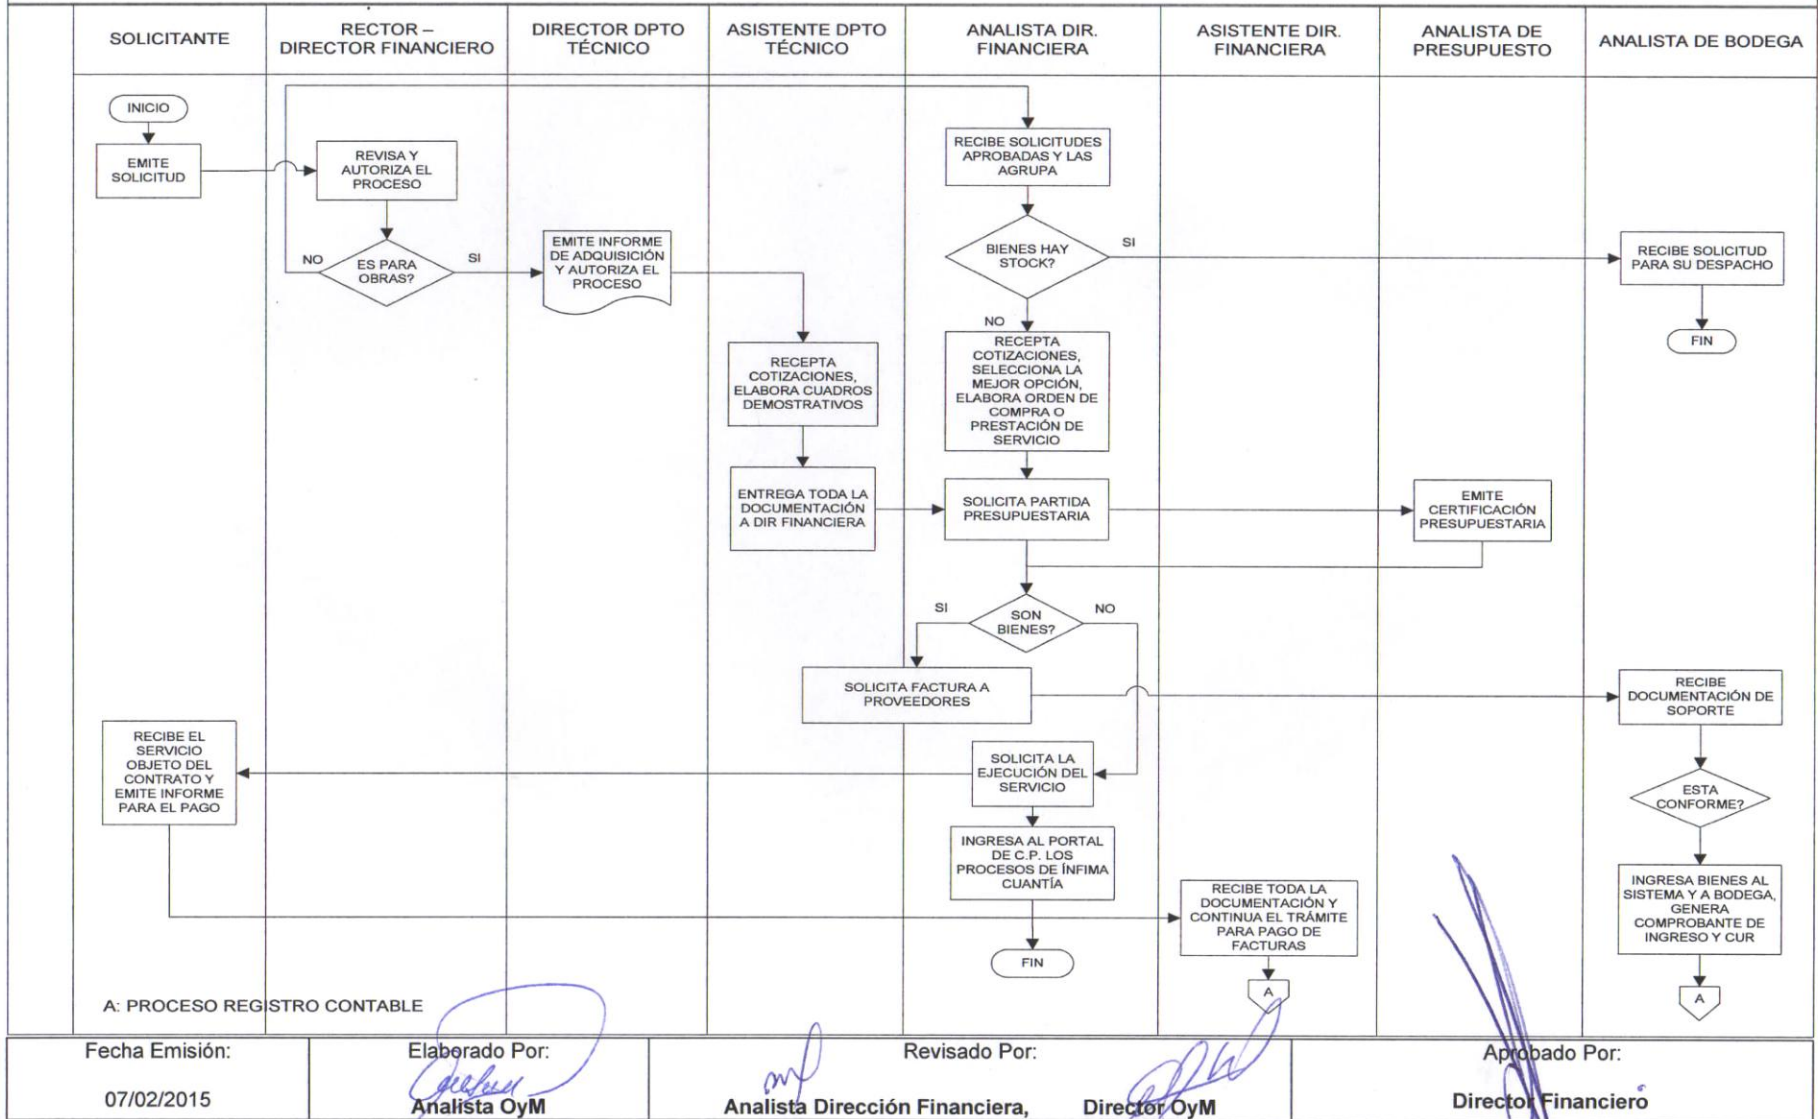 SOLICITANTE
RECTOR –
DIRECTOR FINANCIERO
DIRECTOR DPTO
TÉCNICO
ASISTENTE DPTO
TÉCNICO
ANALISTA DIR.
FINANCIERA
ASISTENTE DIR.
FINANCIERA
ANALISTA DE
PRESUPUESTO
ANALISTA DE BODEGA
INICIO
EMITE
SOLICITUD
REVISA Y
AUTORIZA EL
PROCESO
NO
ES PARA
OBRAS?
SI
EMITE INFORME
DE ADQUISICIÓN
Y AUTORIZA EL
PROCESO
RECEPTA
COTIZACIONES,
ELABORA CUADROS
DEMOSTRATIVOS
ENTREGA TODA LA
DOCUMENTACIÓN
A DIR FINANCIERA
RECIBE SOLICITUDES
APROBADAS Y LAS
AGRUPA
BIENES HAY
STOCK?
SI
NO
RECIBE SOLICITUD
PARA SU DESPACHO
FIN
RECEPTA
COTIZACIONES,
SELECCIONA LA
MEJOR OPCIÓN,
ELABORA ORDEN DE
COMPRA O
PRESTACIÓN DE
SERVICIO
SOLICITA PARTIDA
PRESUPUESTARIA
EMITE
CERTIFICACIÓN
PRESUPUESTARIA
SI
SON
BIENES?
NO
SOLICITA FACTURA A
PROVEEDORES
RECIBE
DOCUMENTACIÓN DE
SOPORTE
RECIBE EL
SERVICIO
OBJETO DEL
CONTRATO Y
EMITE INFORME
PARA EL PAGO
SOLICITA LA
EJECUCIÓN DEL
SERVICIO
ESTA
CONFORME?
INGRESA AL PORTAL
DE C.P. LOS
PROCESOS DE ÍNFIMA
CUANTÍA
RECIBE TODA LA
DOCUMENTACIÓN Y
CONTINUA EL TRÁMITE
PARA PAGO DE
FACTURAS
INGRESA BIENES AL
SISTEMA Y A BODEGA,
GENERA
COMPROBANTE DE
INGRESO Y CUR
FIN
A
A
A: PROCESO REGISTRO CONTABLE
Fecha Emisión:
07/02/2015
Elaborado Por:
Analista OyM
Revisado Por:
Analista Dirección Financiera, Director OyM
Aprobado Por:
Director Financiero